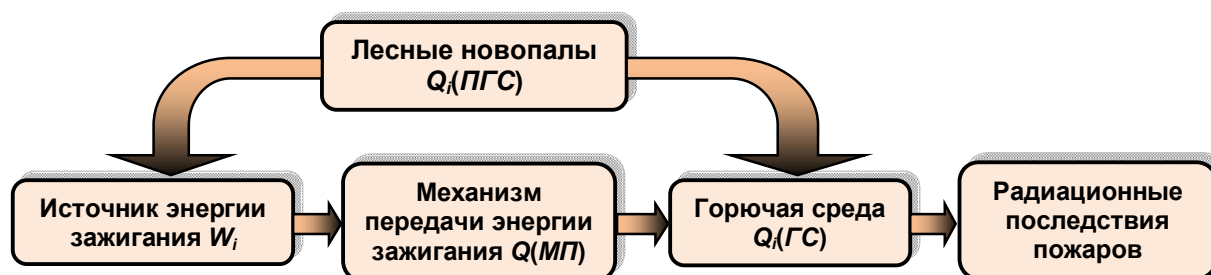 Лесные новопалы
Qi(ПГС)
Источник энергии
зажигания Wi
Механизм
передачи энергии
зажигания Q(МП)
Горючая среда
Qi(ГС)
Радиационные
последствия
пожаров